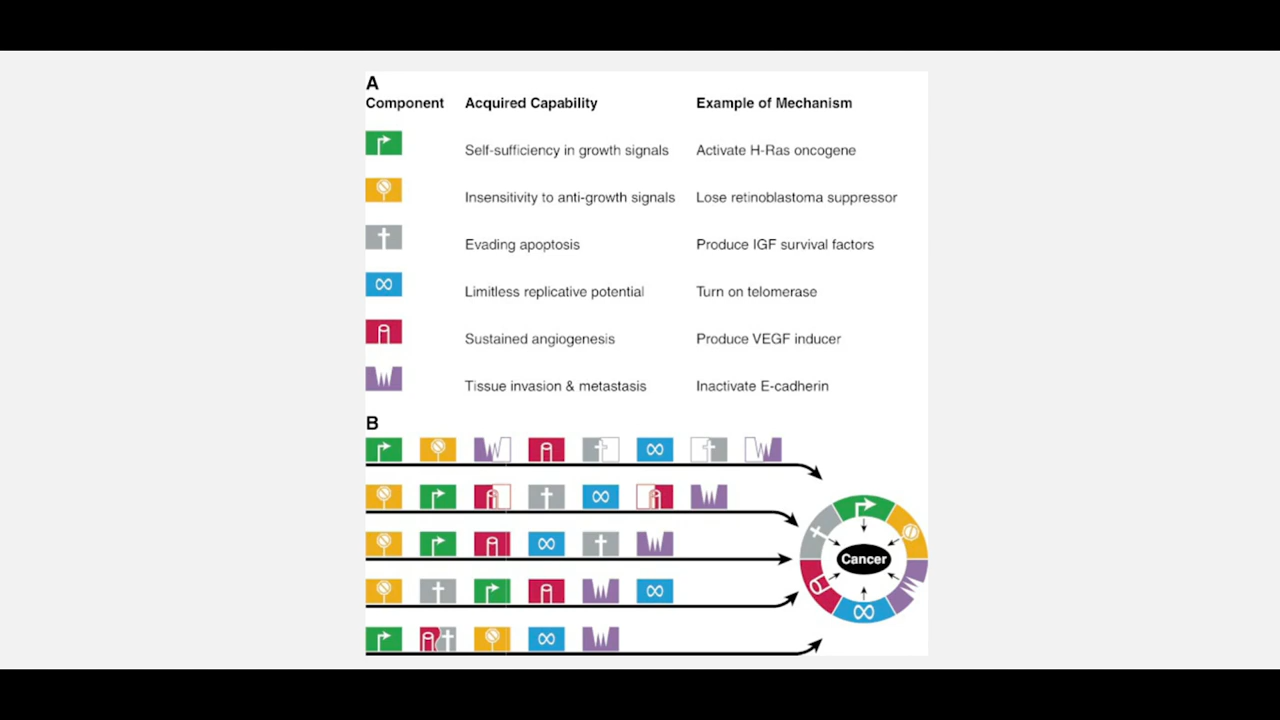 A
Component Acquired Capability Example of Mechanism
Self-sufficiency in growth signals Activate H-Ras oncogene
Insensitivity to anti-growth signals Lose retinoblastoma suppressor
Evading apoptosis Produce IGF survival factors
Limitless replicative potential Turn on telomerase
Sustained angiogenesis Produce VEGF inducer
Tissue invasion & metastasis Inactivate E-cadherin
B
Cancer